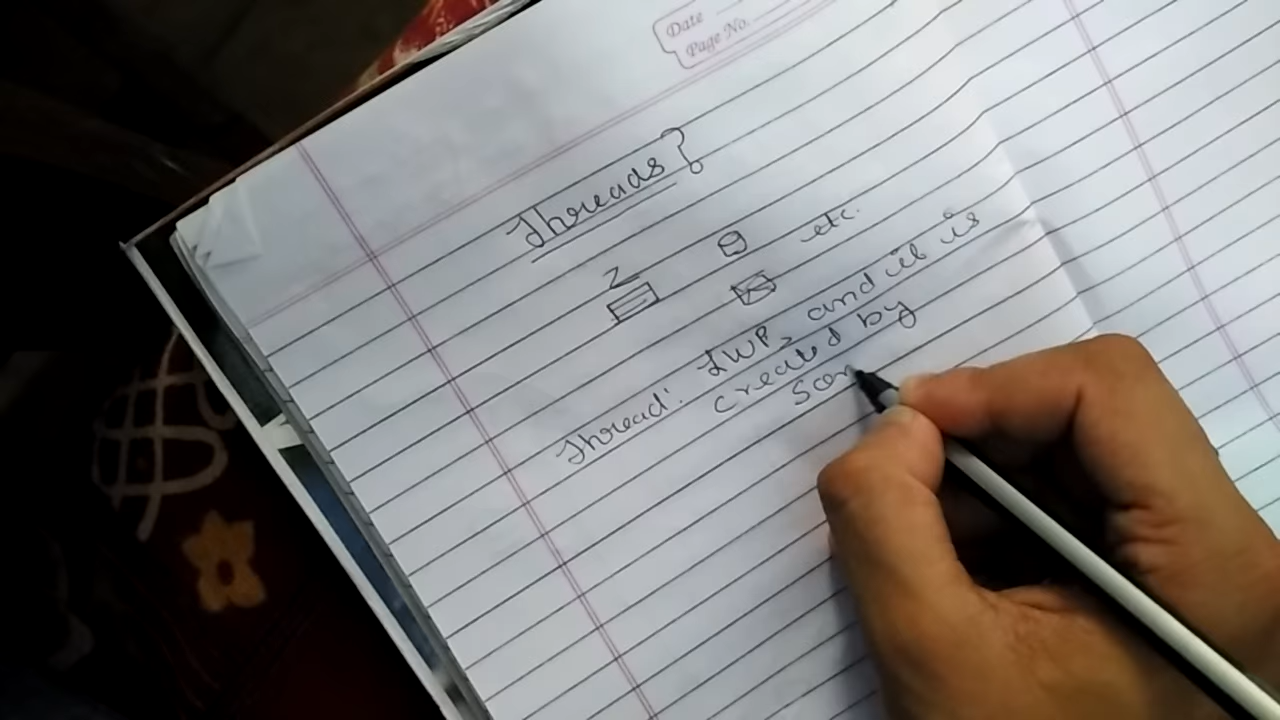 Date
Page No.
Threads?
etc.
Thread: LWP, and it is
created by